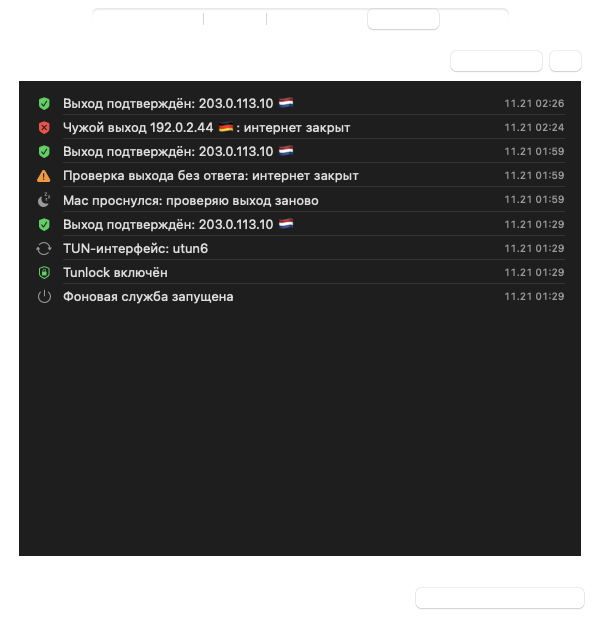 Выход подтверждён: 203.0.113.10 🇳🇱 11.21 02:26
Чужой выход 192.0.2.44 🇩🇪 : интернет закрыт 11.21 02:24
Выход подтверждён: 203.0.113.10 🇳🇱 11.21 01:59
Проверка выхода без ответа: интернет закрыт 11.21 01:59
Mac проснулся: проверяю выход заново 11.21 01:59
Выход подтверждён: 203.0.113.10 🇳🇱 11.21 01:29
TUN-интерфейс: utun6 11.21 01:29
Tunlock включён 11.21 01:29
Фоновая служба запущена 11.21 01:29